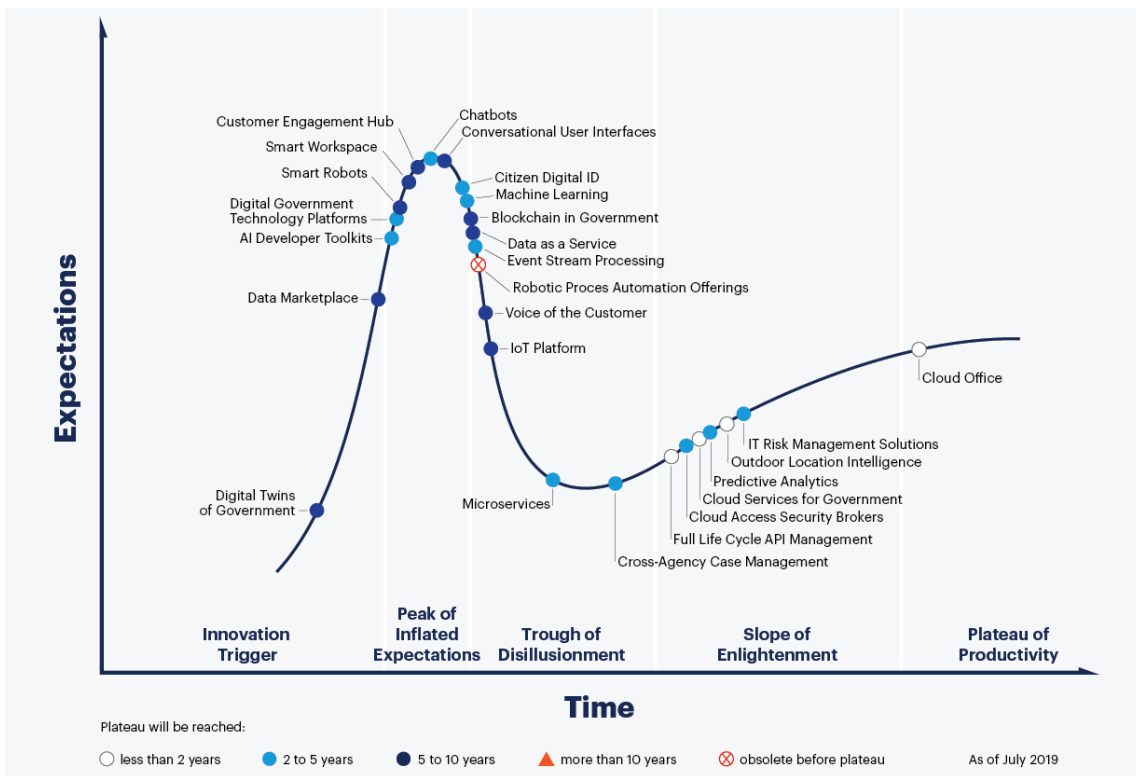 Expectations
Customer Engagement Hub
Smart Workspace
Smart Robots
Digital Government
Technology Platforms
AI Developer Toolkits
Data Marketplace
Digital Twins
of Government
Chatbots
Conversational User Interfaces
Citizen Digital ID
Machine Learning
Blockchain in Government
Data as a Service
Event Stream Processing
Robotic Proces Automation Offerings
Voice of the Customer
IoT Platform
Microservices
Cloud Office
IT Risk Management Solutions
Outdoor Location Intelligence
Predictive Analytics
Cloud Services for Government
Cloud Access Security Brokers
Full Life Cycle API Management
Cross-Agency Case Management
Innovation
Trigger
Peak of
Inflated
Expectations
Trough of
Disillusionment
Slope of
Enlightenment
Plateau of
Productivity
Time
Plateau will be reached:
less than 2 years
2 to 5 years
5 to 10 years
more than 10 years
obsolete before plateau
As of July 2019